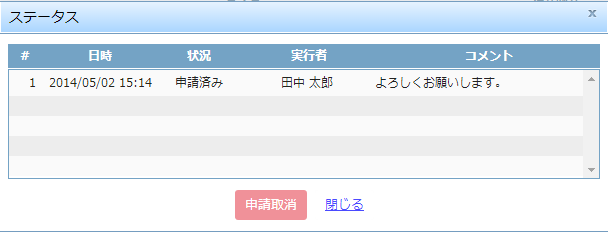 ステータス x
# 日時 状況 実行者 コメント
1 2014/05/02 15:14 申請済み 田中 太郎 よろしくお願いします。
申請取消 閉じる